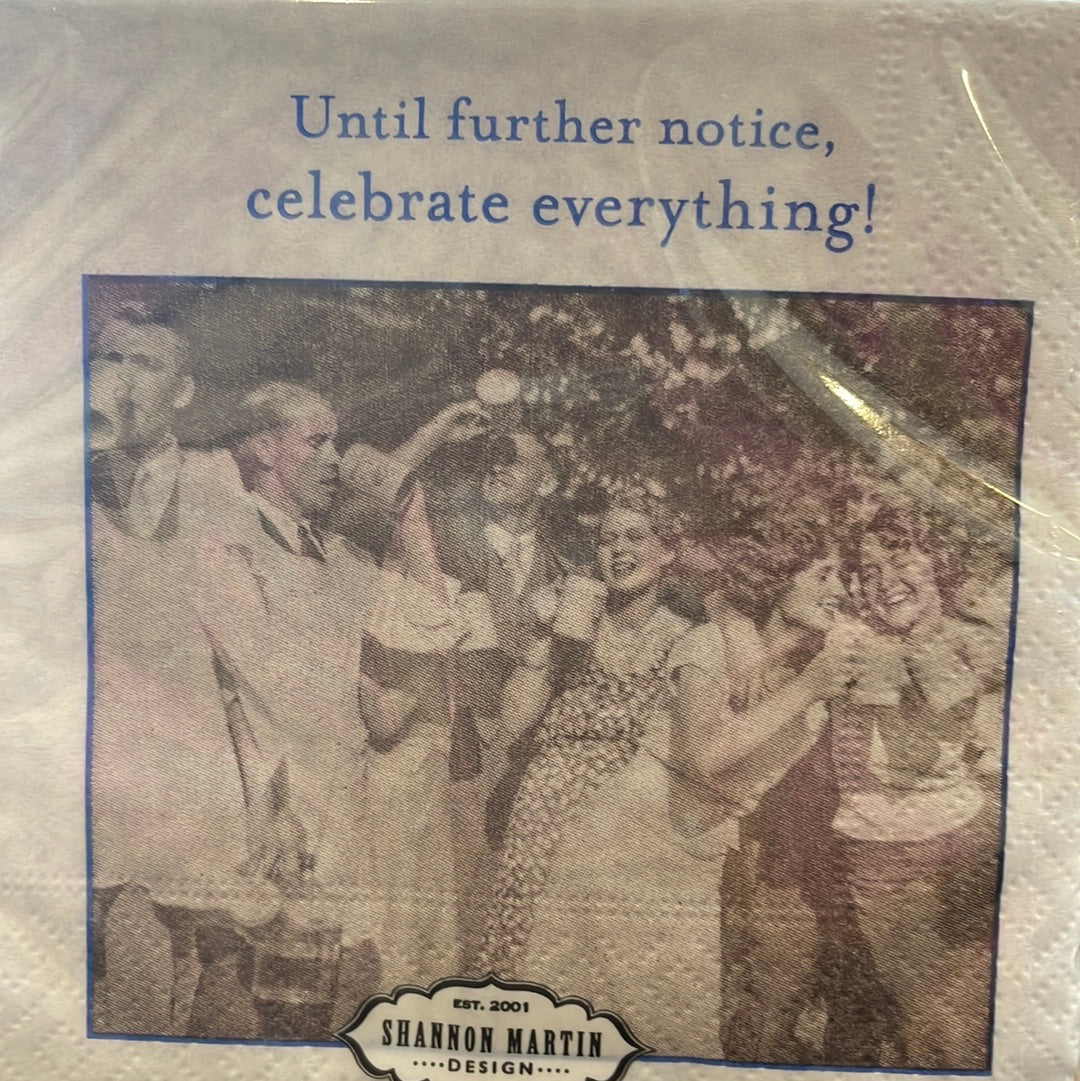 Until further notice,
celebrate everything!
EST. 2001
SHANNON MARTIN
····DESIGN····